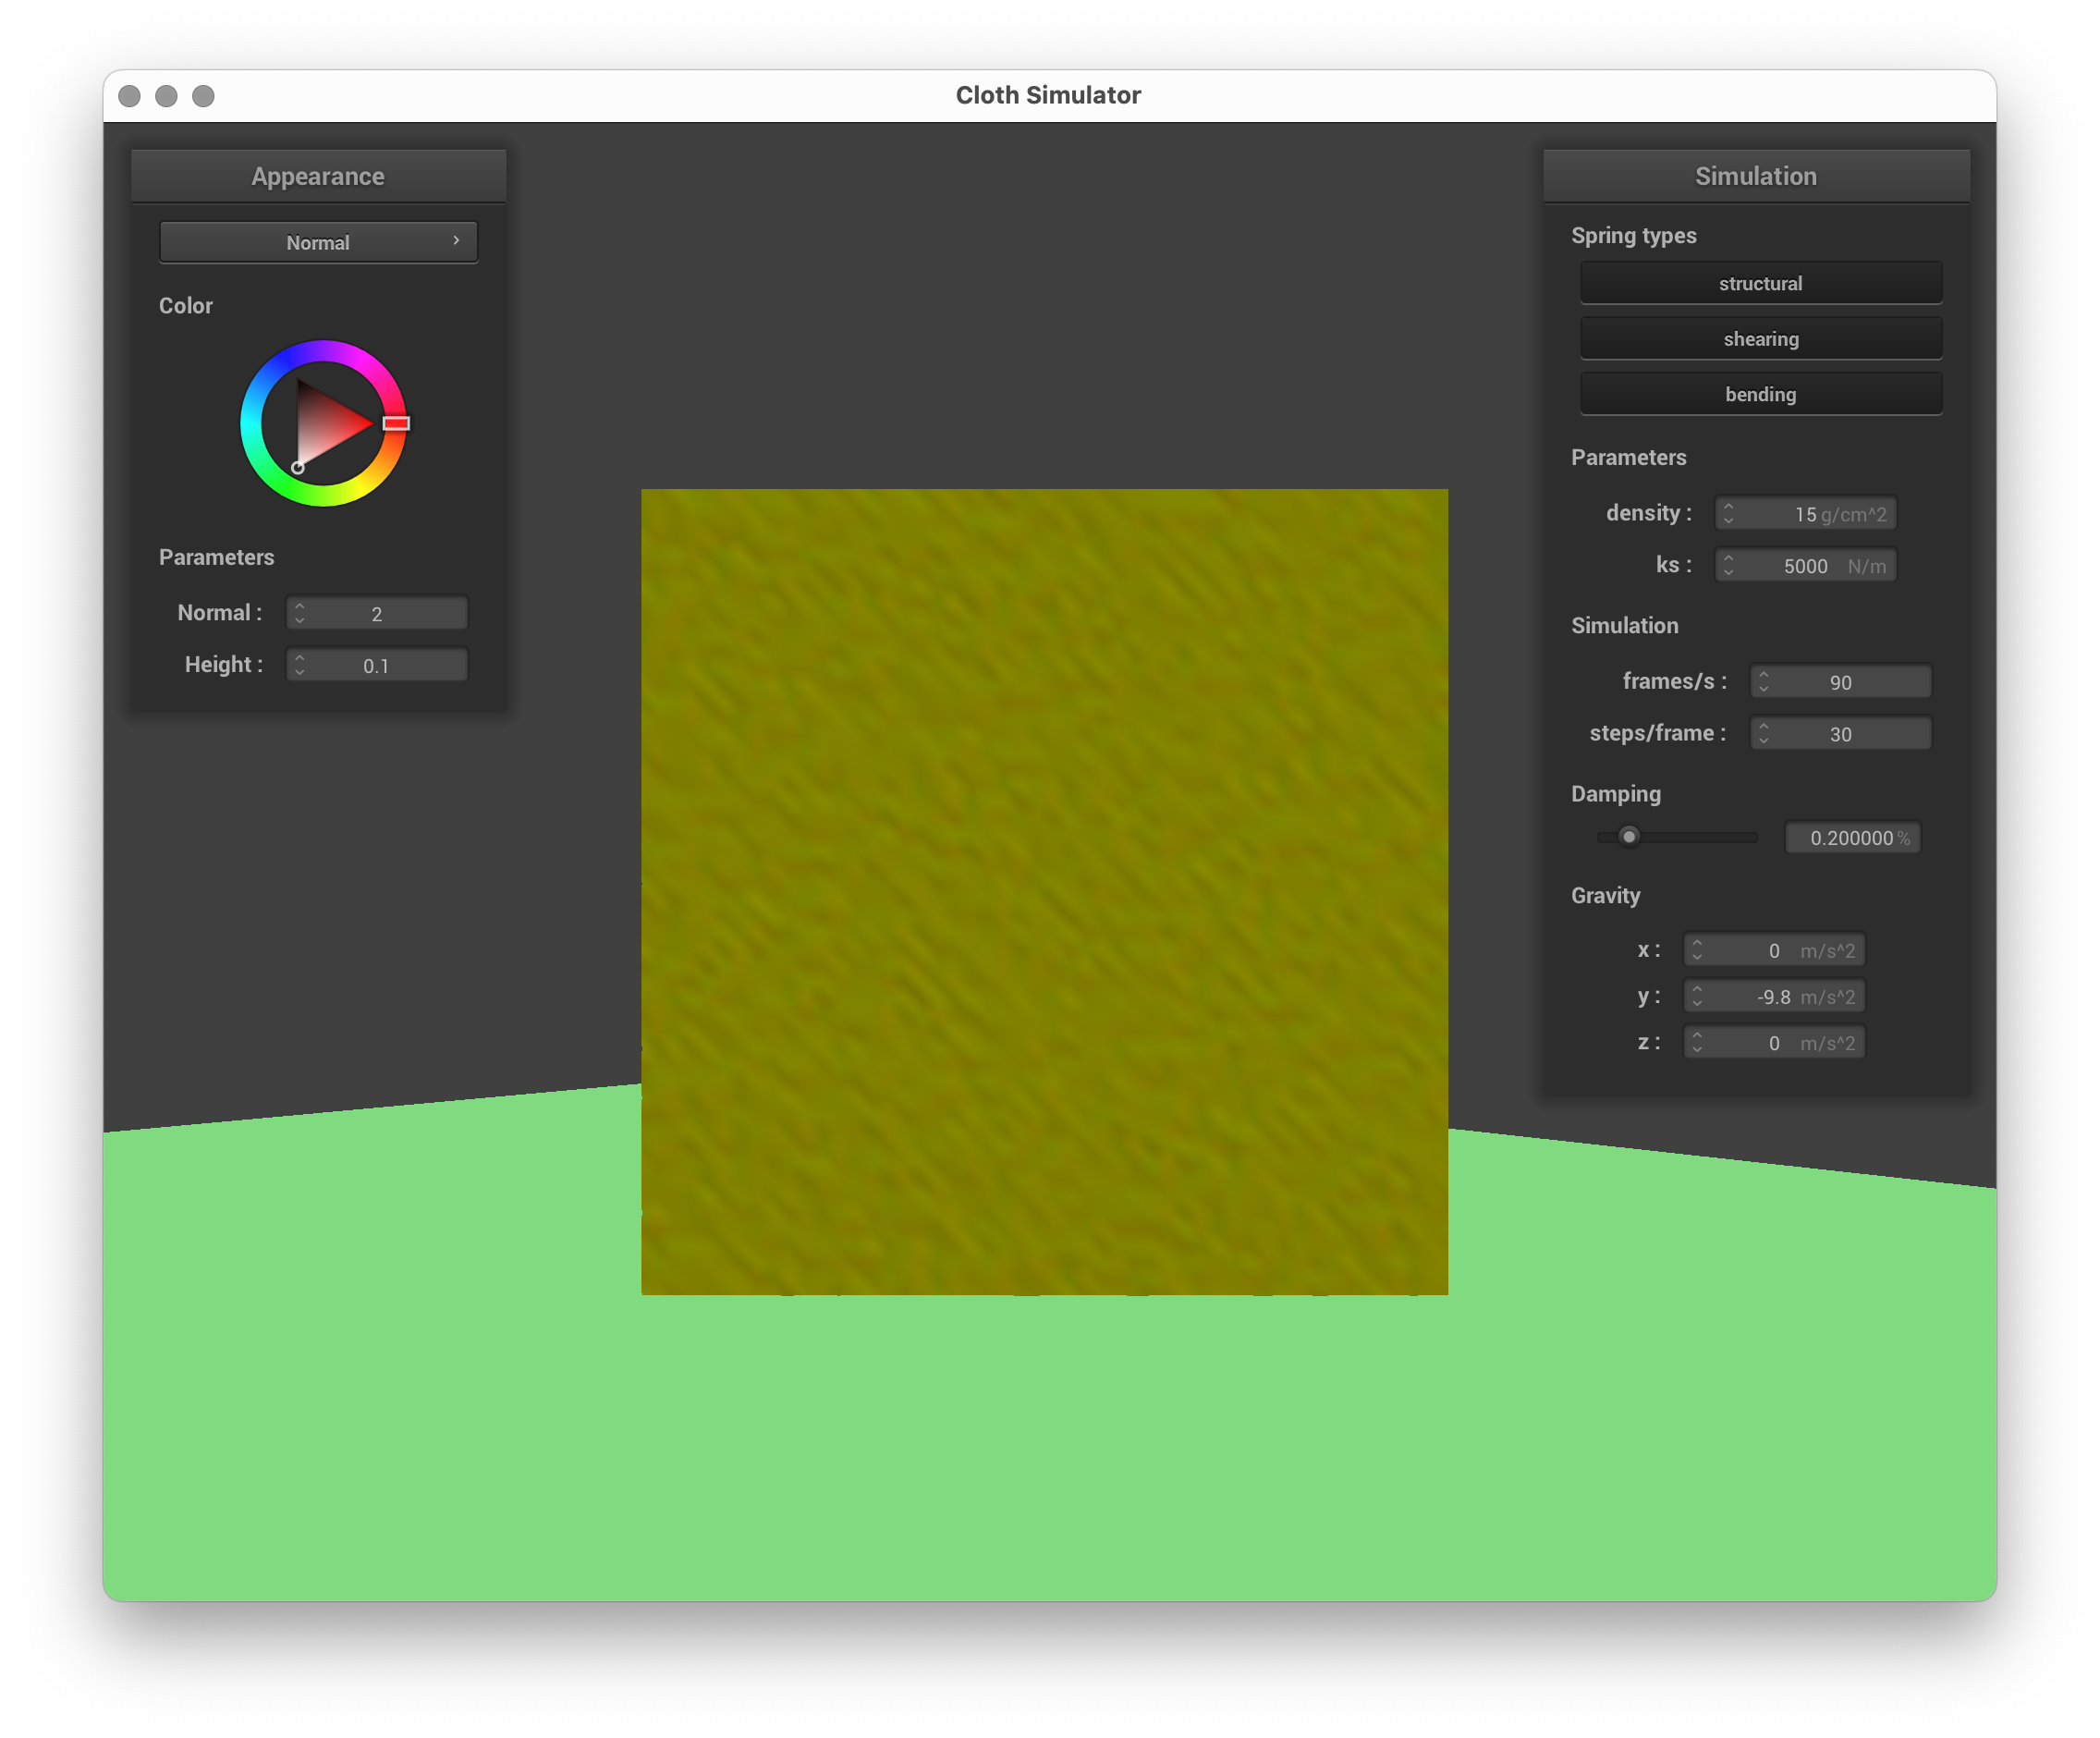 Cloth Simulator
Appearance
Normal
Color
Parameters
Normal : 2
Height : 0.1
Simulation
Spring types
structural
shearing
bending
Parameters
density : 15 g/cm^2
ks : 5000 N/m
Simulation
frames/s : 90
steps/frame : 30
Damping
0.200000 %
Gravity
x : 0 m/s^2
y : -9.8 m/s^2
z : 0 m/s^2